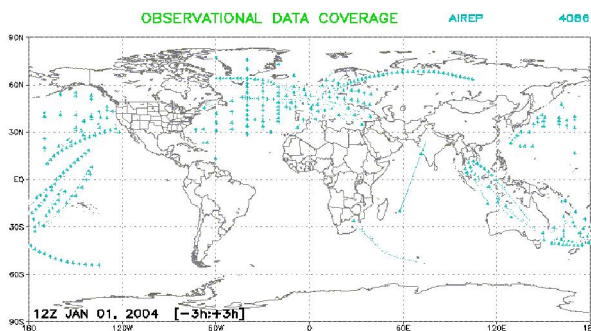 OBSERVATIONAL DATA COVERAGE AIREP 4086
90N
60N
30N
EQ
30S
60S
90S
12Z JAN 01, 2004 [-3h:+3h]
180 120W 60W 0 60E 120E